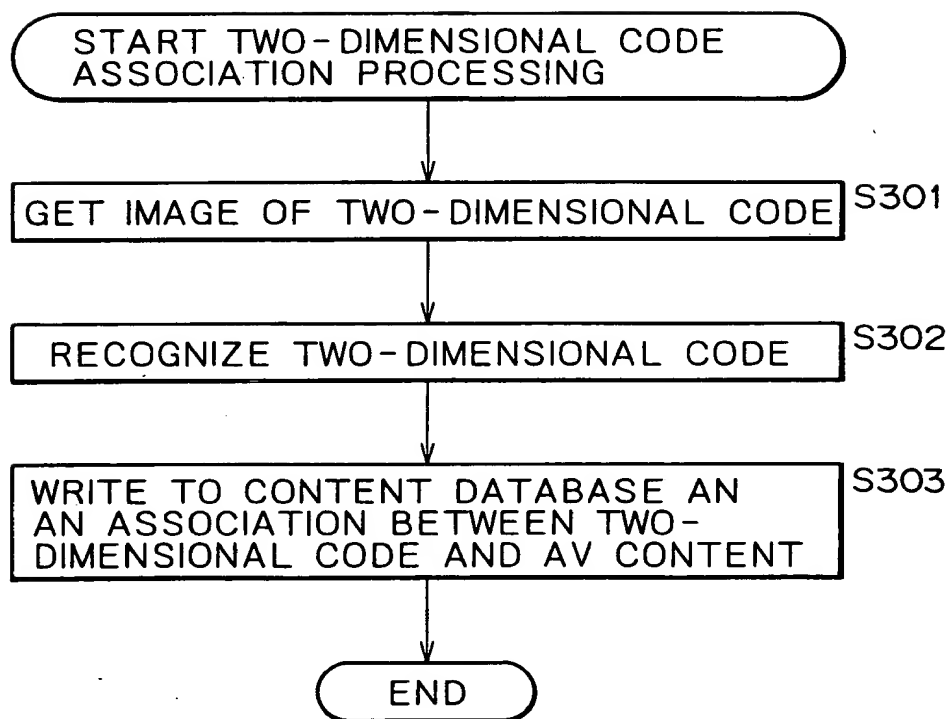 START TWO-DIMENSIONAL CODE
ASSOCIATION PROCESSING
GET IMAGE OF TWO-DIMENSIONAL CODE
S301
RECOGNIZE TWO-DIMENSIONAL CODE
S302
WRITE TO CONTENT DATABASE AN
AN ASSOCIATION BETWEEN TWO-
DIMENSIONAL CODE AND AV CONTENT
S303
END